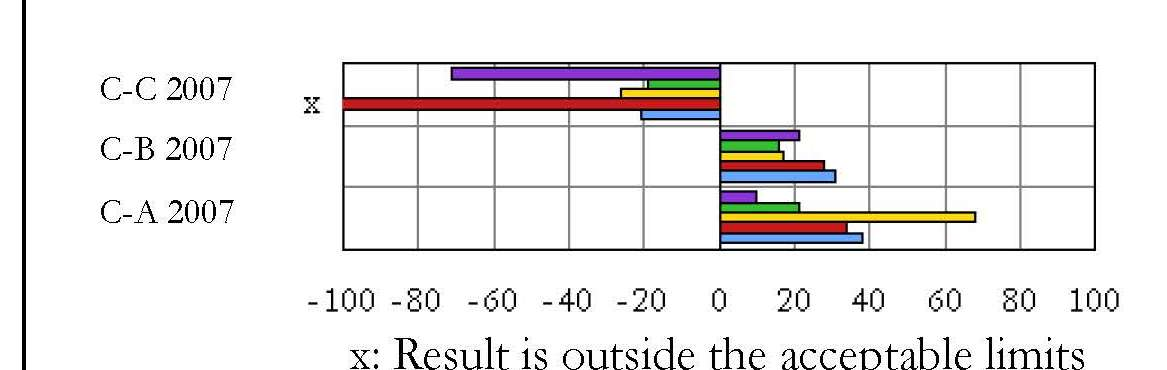 C-C 2007
x
C-B 2007
C-A 2007
-100 -80 -60 -40 -20 0 20 40 60 80 100
x: Result is outside the acceptable limits